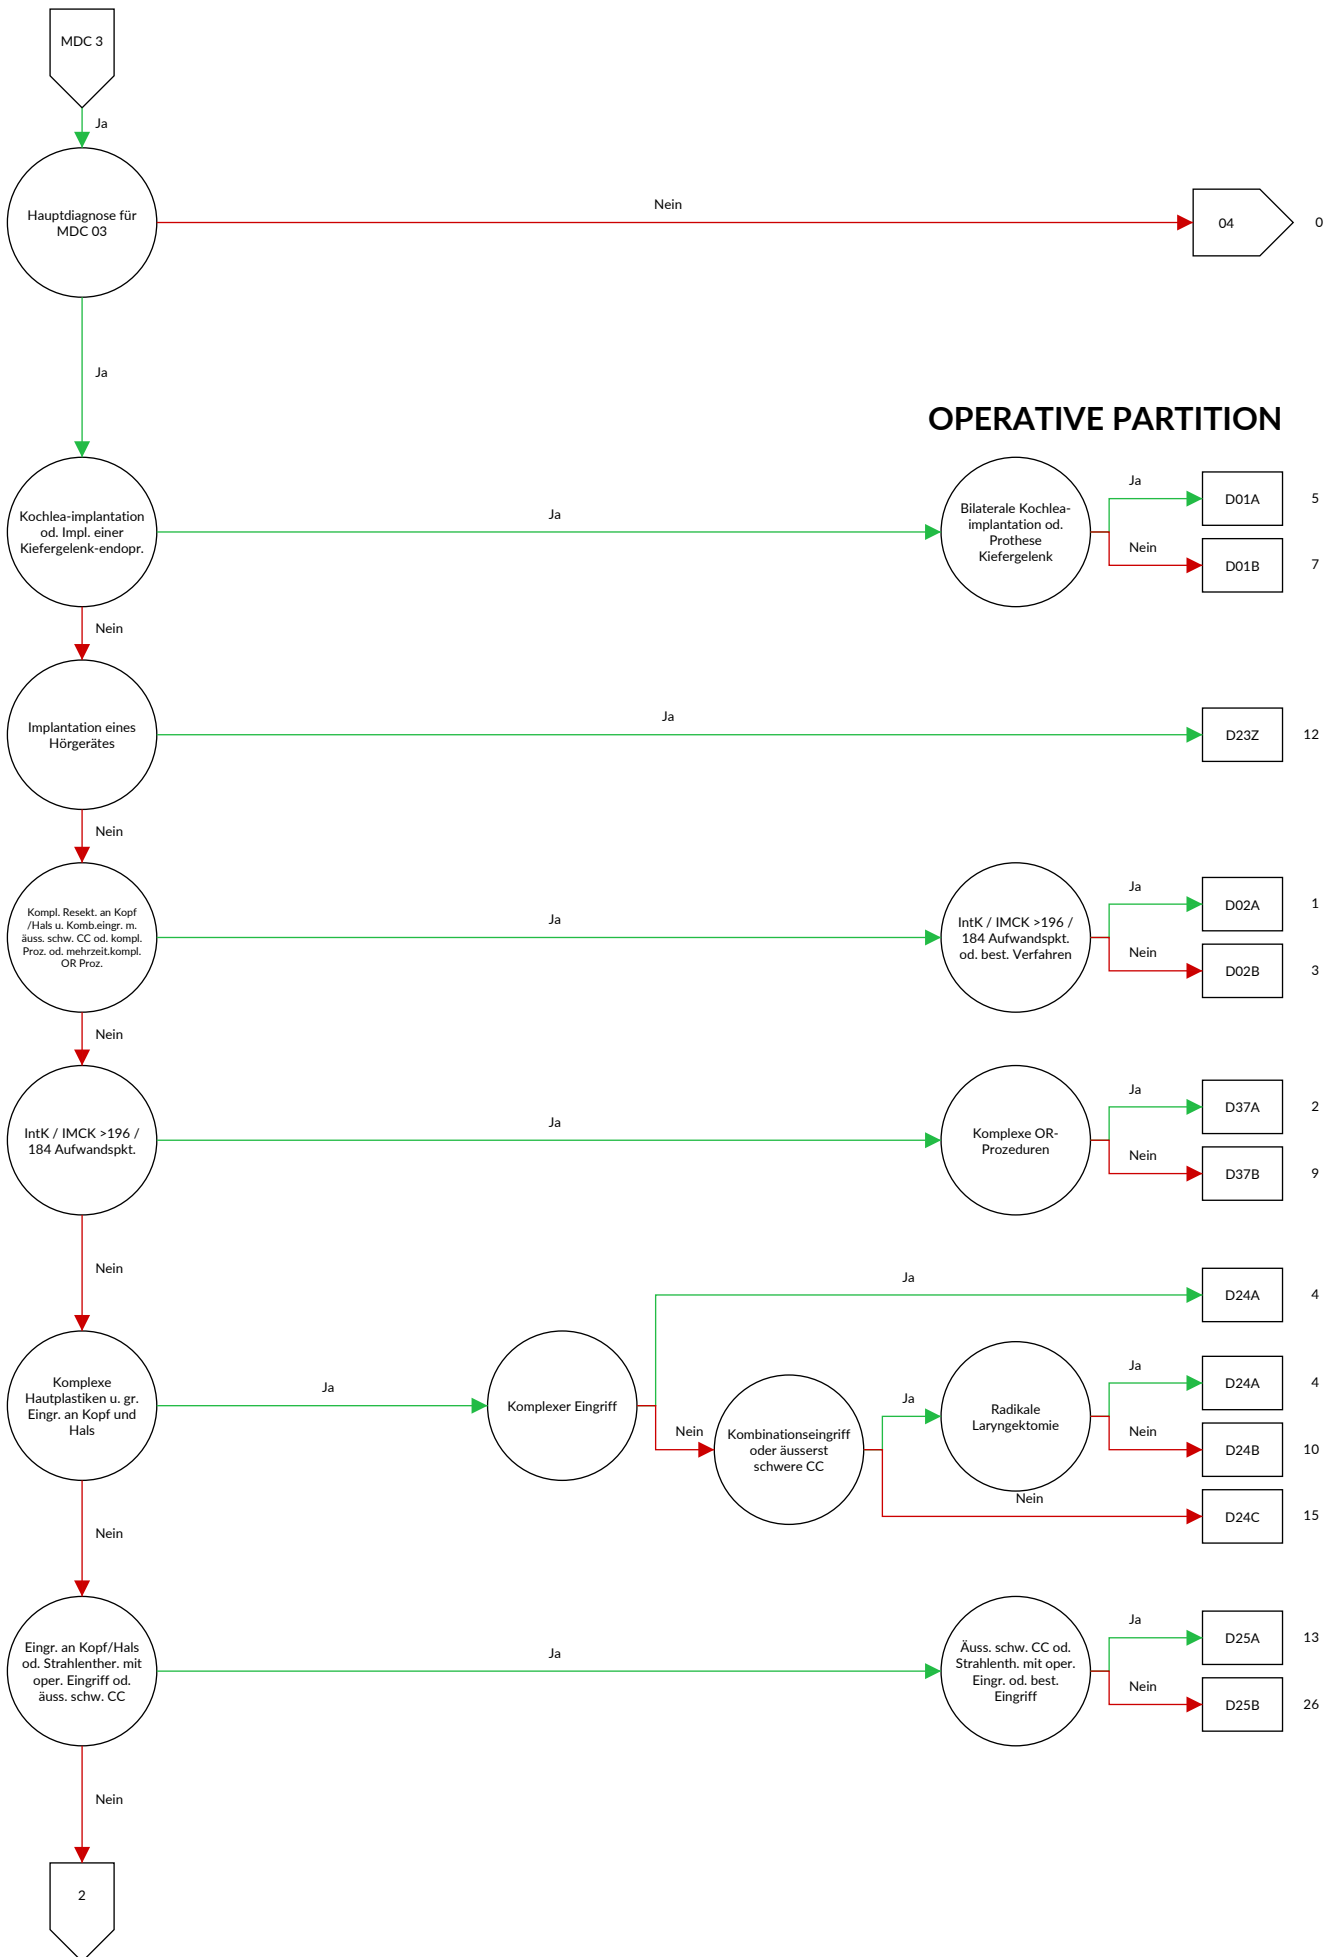 MDC 3
Ja
Hauptdiagnose für
MDC 03
Nein
04
0
Ja
OPERATIVE PARTITION
Kochlea-implantation
od. Impl. einer
Kiefergelenk-endopr.
Ja
Bilaterale Kochlea-
implantation od.
Prothese
Kiefergelenk
Ja
D01A
5
Nein
D01B
7
Nein
Implantation eines
Hörgerätes
Ja
D23Z
12
Nein
Kompl. Resekt. an Kopf
/Hals u. Komb.eingr. m.
äuss. schw. CC od. kompl.
Proz. od. mehrzeit.kompl.
OR Proz.
Ja
IntK / IMCK >196 /
184 Aufwandspkt.
od. best. Verfahren
Ja
D02A
1
Nein
D02B
3
Nein
IntK / IMCK >196 /
184 Aufwandspkt.
Ja
Komplexe OR-
Prozeduren
Ja
D37A
2
Nein
D37B
9
Nein
Komplexe
Hautplastiken u. gr.
Eingr. an Kopf und
Hals
Ja
Komplexer Eingriff
Ja
D24A
4
Nein
Kombinationseingriff
oder äusserst
schwere CC
Ja
Radikale
Laryngektomie
Ja
D24A
4
Nein
D24B
10
Nein
D24C
15
Nein
Eingr. an Kopf/Hals
od. Strahlenther. mit
oper. Eingriff od.
äuss. schw. CC
Ja
Äuss. schw. CC od.
Strahlenth. mit oper.
Eingr. od. best.
Eingriff
Ja
D25A
13
Nein
D25B
26
Nein
2